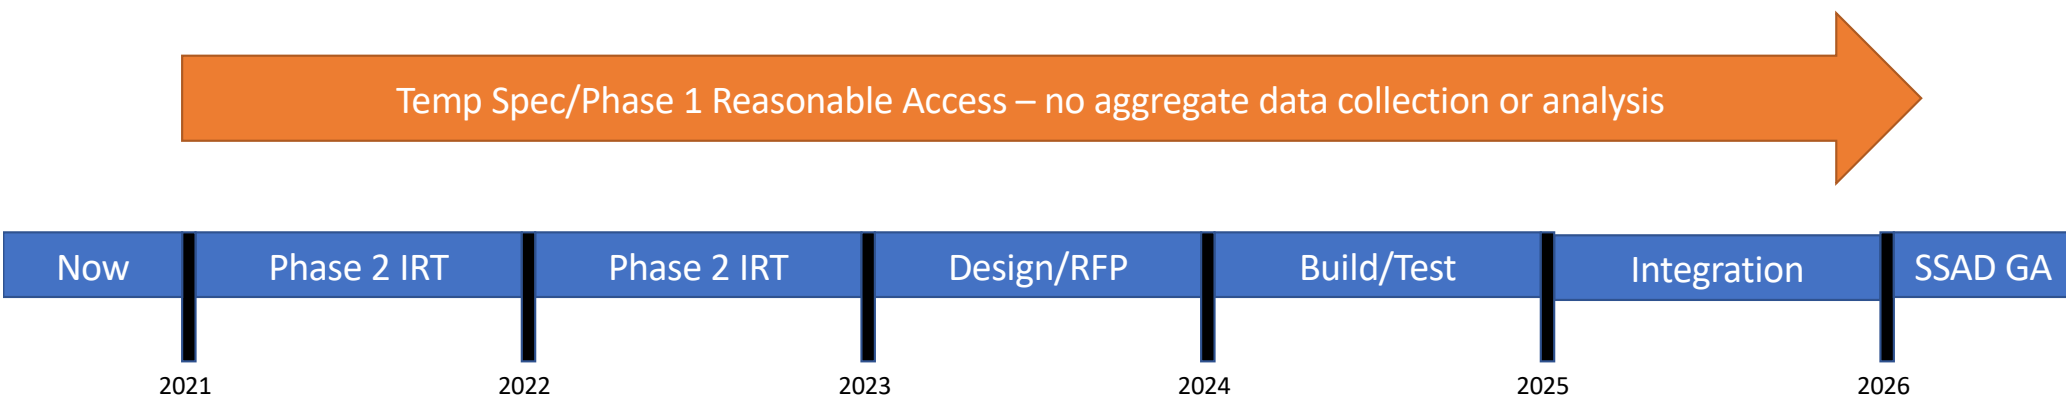 Temp Spec/Phase 1 Reasonable Access – no aggregate data collection or analysis
Now
Phase 2 IRT
Phase 2 IRT
Design/RFP
Build/Test
Integration
SSAD GA
2021
2022
2023
2024
2025
2026